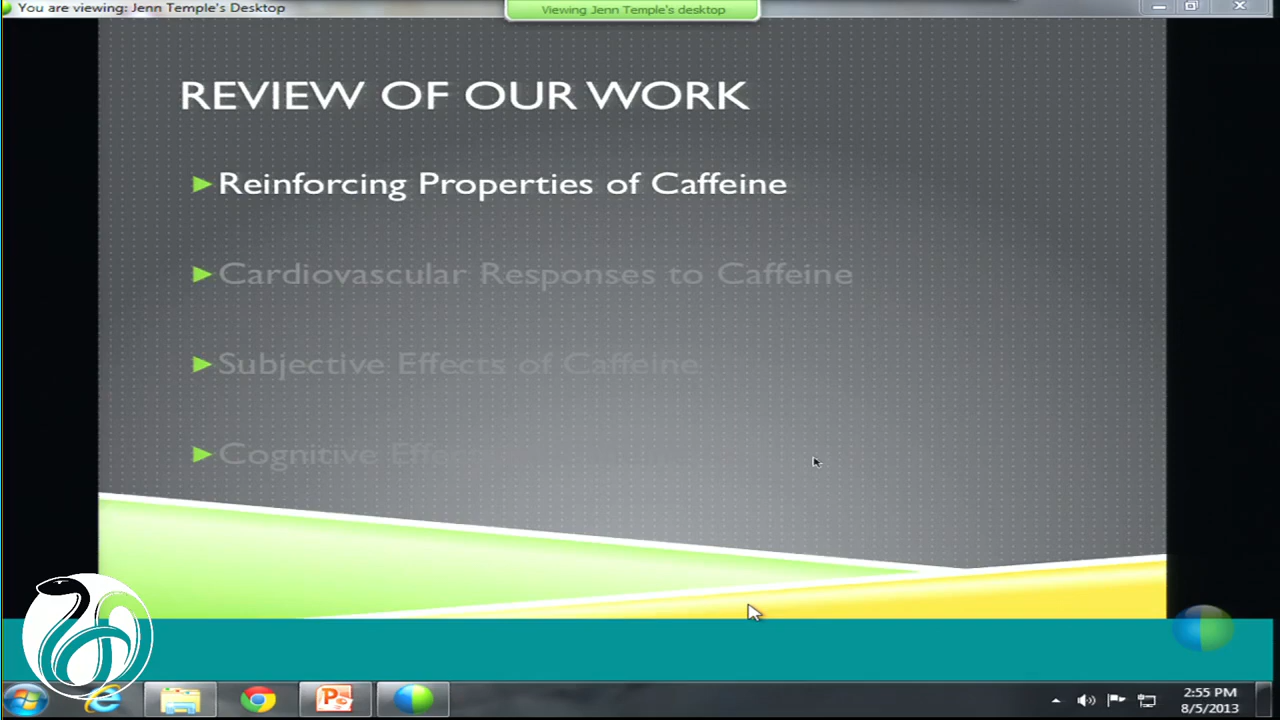 You are viewing: Jenn Temple's Desktop
Viewing Jenn Temple's desktop
REVIEW OF OUR WORK
Reinforcing Properties of Caffeine
Cardiovascular Responses to Caffeine
Subjective Effects of Caffeine
Cognitive
2:55 PM
8/5/2013